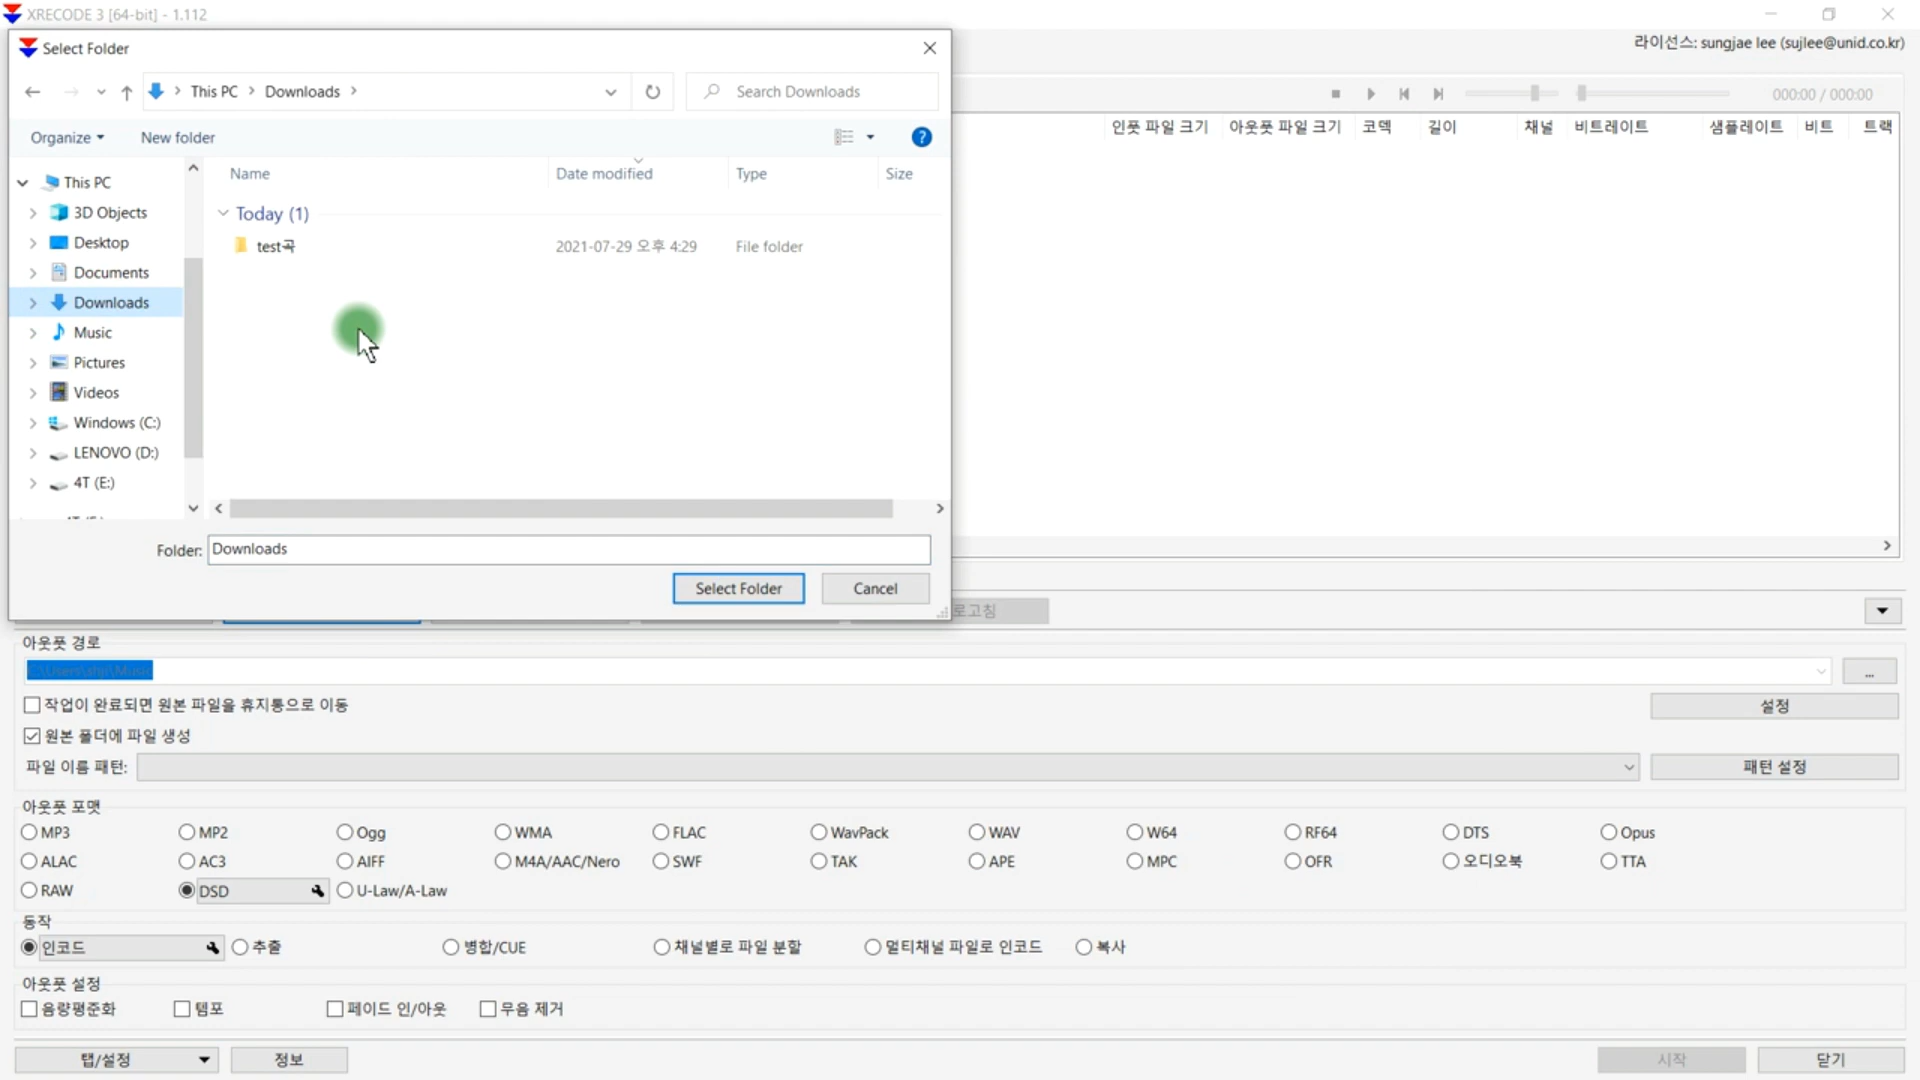 XRECODE 3 [64-bit] - 1.112
Select Folder
라이선스: sungjae lee (sujlee@unid.co.kr)
This PC > Downloads >
Search Downloads
000:00 / 000:00
Organize
New folder
인풋 파일 크기 아웃풋 파일 크기 코덱 길이 채널 비트레이트 샘플레이트 비트 트랙
Name Date modified Type Size
This PC
3D Objects
Desktop
Documents
Downloads
Music
Pictures
Videos
Windows (C:)
LENOVO (D:)
4T (E:)
Today (1)
test곡 2021-07-29 오후 4:29 File folder
Folder: Downloads
Select Folder Cancel
로고침
아웃풋 경로
...
작업이 완료되면 원본 파일을 휴지통으로 이동
설정
원본 폴더에 파일 생성
파일 이름 패턴:
패턴 설정
아웃풋 포맷
MP3 MP2 Ogg WMA FLAC WavPack WAV W64 RF64 DTS Opus
ALAC AC3 AIFF M4A/AAC/Nero SWF TAK APE MPC OFR 오디오북 TTA
RAW DSD U-Law/A-Law
동작
인코드 추출 병합/CUE 채널별로 파일 분할 멀티채널 파일로 인코드 복사
아웃풋 설정
음량평준화 템포 페이드 인/아웃 무음 제거
탭/설정 정보 시작 닫기